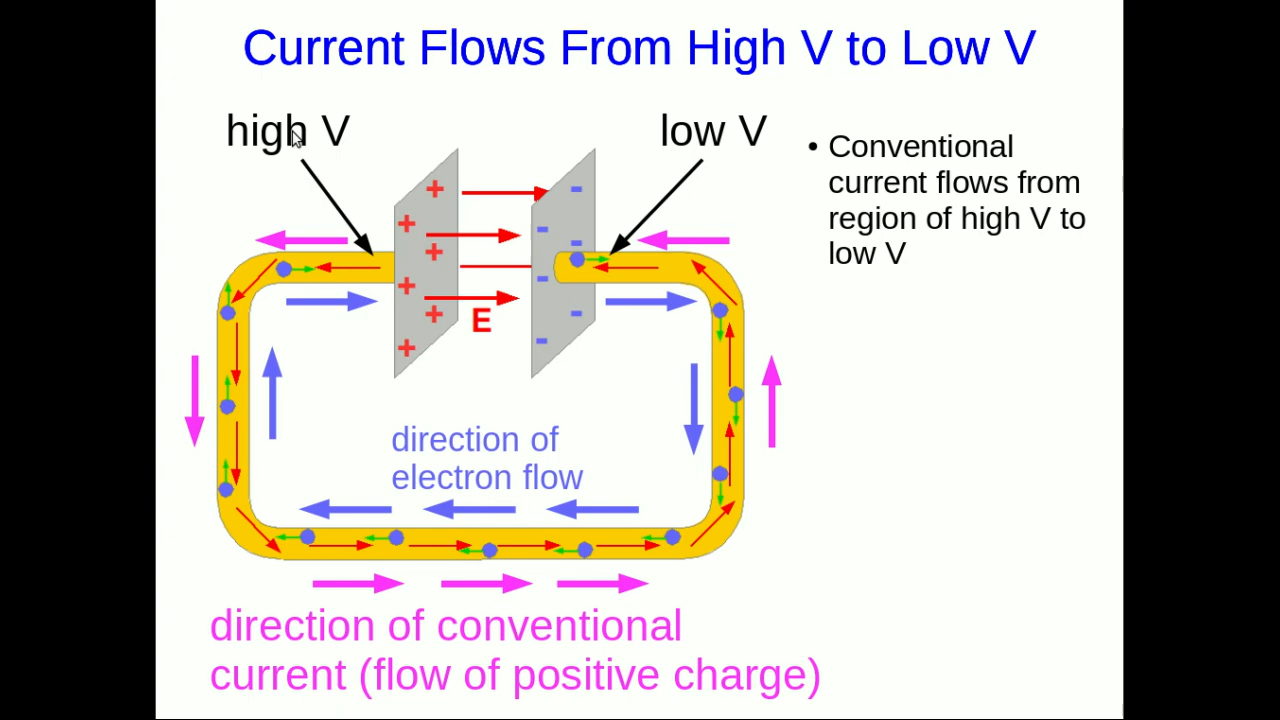 Current Flows From High V to Low V
high V
low V
• Conventional
current flows from
region of high V to
low V
+ - 
+ -
+ -
+ -
+ -
+ -
E
direction of
electron flow
direction of conventional
current (flow of positive charge)